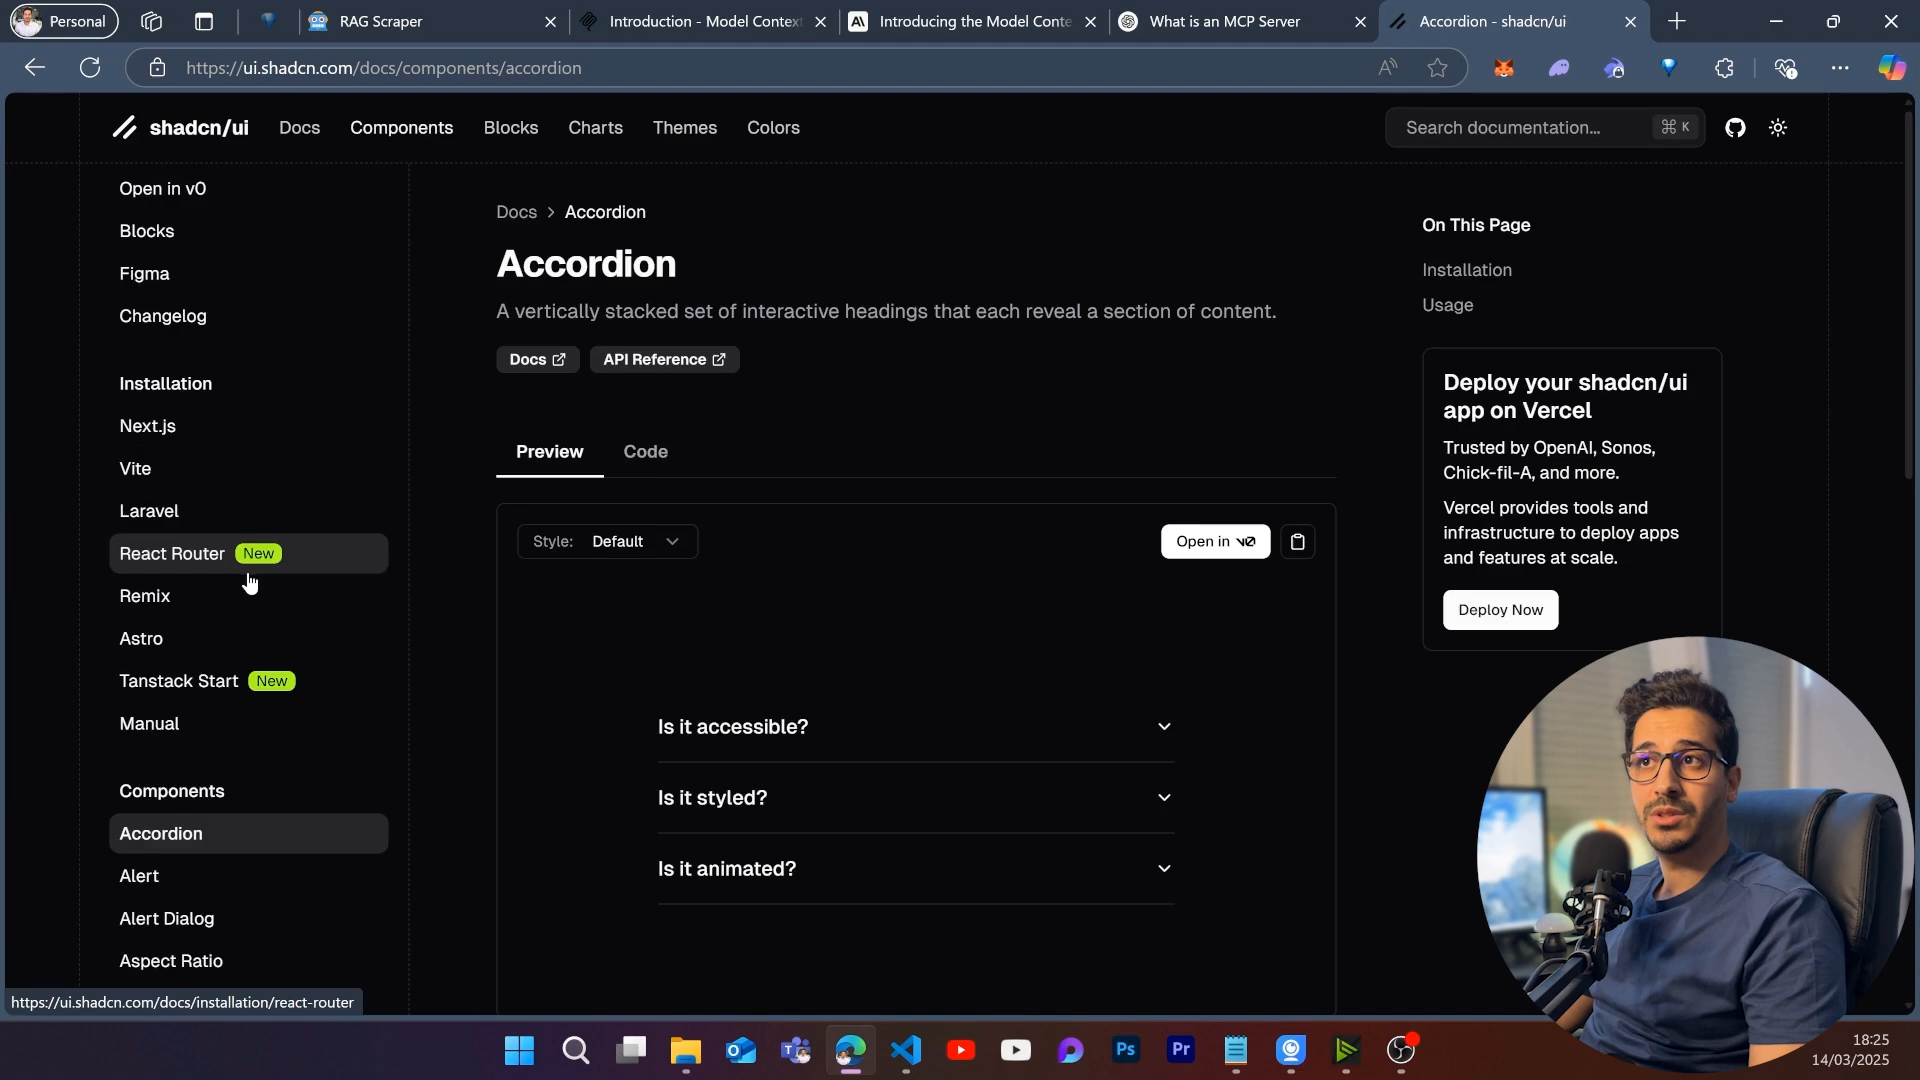 Personal
RAG Scraper
Introduction - Model Context
Introducing the Model Conte
What is an MCP Server
Accordion - shadcn/ui
https://ui.shadcn.com/docs/components/accordion
shadcn/ui
Docs
Components
Blocks
Charts
Themes
Colors
Search documentation...
⌘ K
Open in v0
Blocks
Figma
Changelog
Installation
Next.js
Vite
Laravel
React Router New
Remix
Astro
Tanstack Start New
Manual
Components
Accordion
Alert
Alert Dialog
Aspect Ratio
https://ui.shadcn.com/docs/installation/react-router
Docs > Accordion
Accordion
A vertically stacked set of interactive headings that each reveal a section of content.
Docs
API Reference
Preview
Code
Style: Default
Open in v0
Is it accessible?
Is it styled?
Is it animated?
On This Page
Installation
Usage
Deploy your shadcn/ui
app on Vercel
Trusted by OpenAI, Sonos,
Chick-fil-A, and more.
Vercel provides tools and
infrastructure to deploy apps
and features at scale.
Deploy Now
Ps
Pr
18:25
14/03/2025